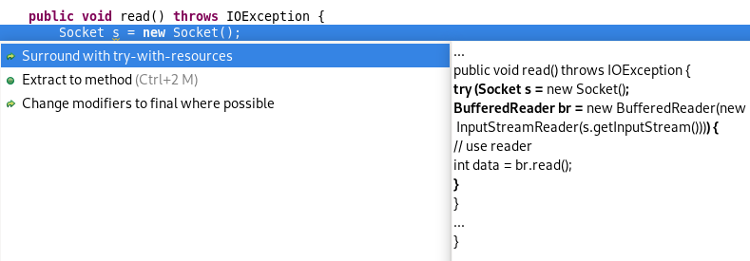 public void read() throws IOException {
Socket s = new Socket();
Surround with try-with-resources
Extract to method (Ctrl+2 M)
Change modifiers to final where possible
...
public void read() throws IOException {
try (Socket s = new Socket();
BufferedReader br = new BufferedReader(new
InputStreamReader(s.getInputStream()))) {
// use reader
int data = br.read();
}
}
...
}